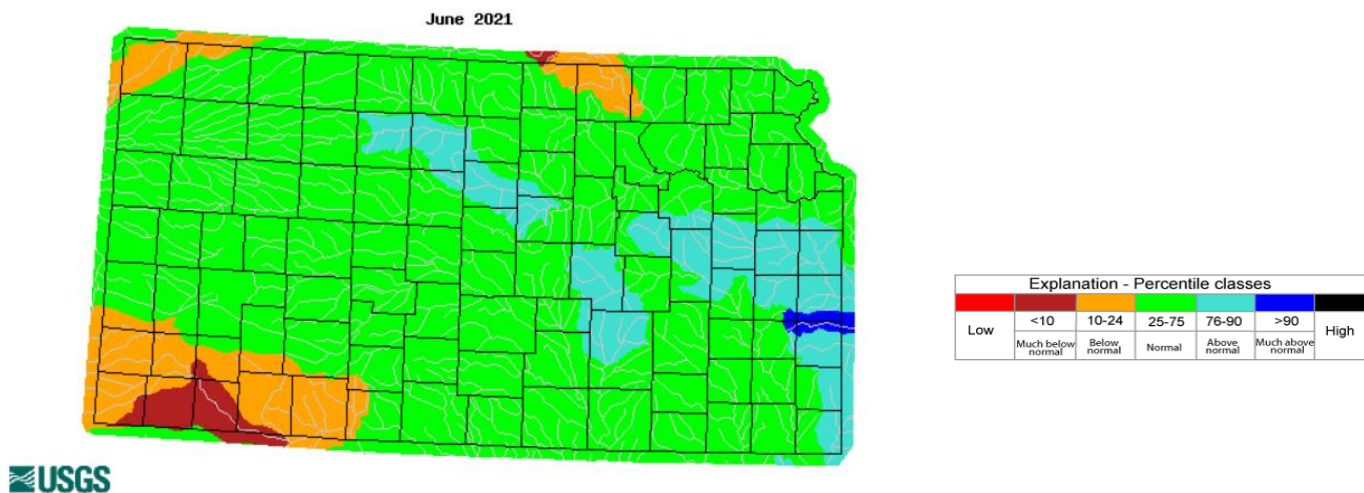 June 2021
Explanation - Percentile classes
Low
<10
10-24
25-75
76-90
>90
High
Much below normal
Below normal
Normal
Above normal
Much above normal
USGS